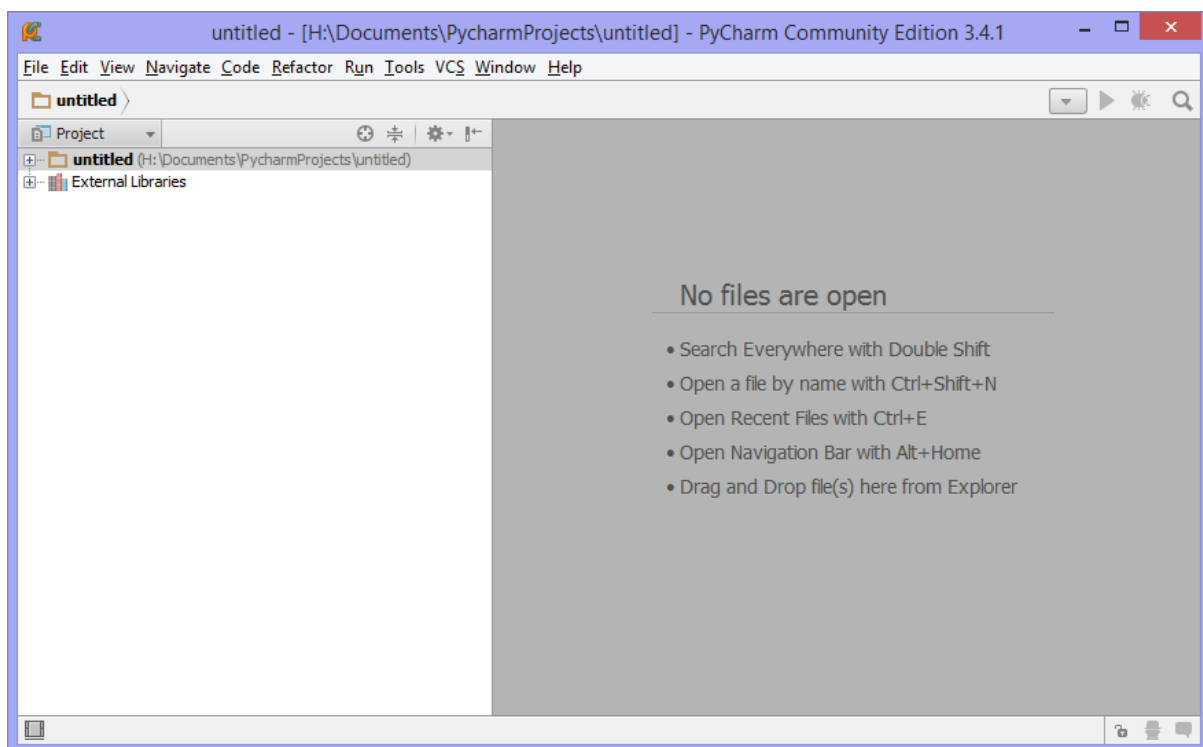 untitled - [H:\Documents\PycharmProjects\untitled] - PyCharm Community Edition 3.4.1
File Edit View Navigate Code Refactor Run Tools VCS Window Help
untitled
Project
untitled (H:\Documents\PycharmProjects\untitled)
External Libraries
No files are open
• Search Everywhere with Double Shift
• Open a file by name with Ctrl+Shift+N
• Open Recent Files with Ctrl+E
• Open Navigation Bar with Alt+Home
• Drag and Drop file(s) here from Explorer